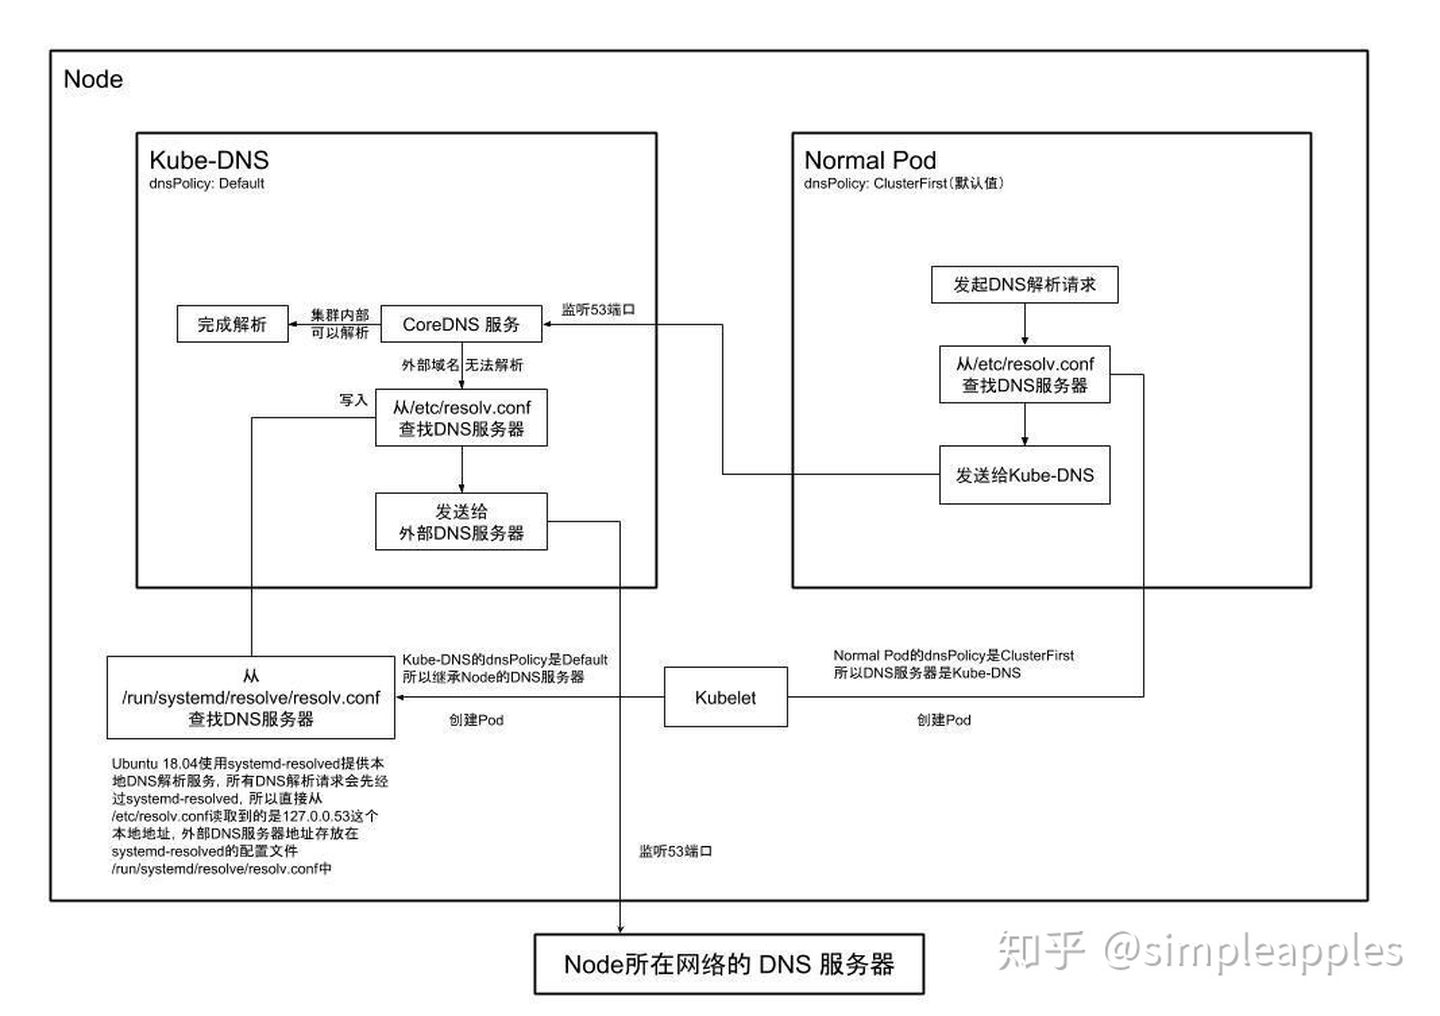 Node
Kube-DNS
dnsPolicy: Default
完成解析
集群内部
可以解析
CoreDNS 服务
监听53端口
外部域名 无法解析
写入
从/etc/resolv.conf
查找DNS服务器
发送给
外部DNS服务器
Normal Pod
dnsPolicy: ClusterFirst（默认值）
发起DNS解析请求
从/etc/resolv.conf
查找DNS服务器
发送给Kube-DNS
从
/run/systemd/resolve/resolv.conf
查找DNS服务器
Kube-DNS的dnsPolicy是Default
所以继承Node的DNS服务器
创建Pod
Kubelet
Normal Pod的dnsPolicy是ClusterFirst
所以DNS服务器是Kube-DNS
创建Pod
Ubuntu 18.04使用systemd-resolved提供本
地DNS解析服务，所有DNS解析请求会先经
过systemd-resolved，所以直接从
/etc/resolv.conf读取到的是127.0.0.53这个
本地地址，外部DNS服务器地址存放在
systemd-resolved的配置文件
/run/systemd/resolve/resolv.conf中
监听53端口
Node所在网络的 DNS 服务器
知乎 @simpleapples